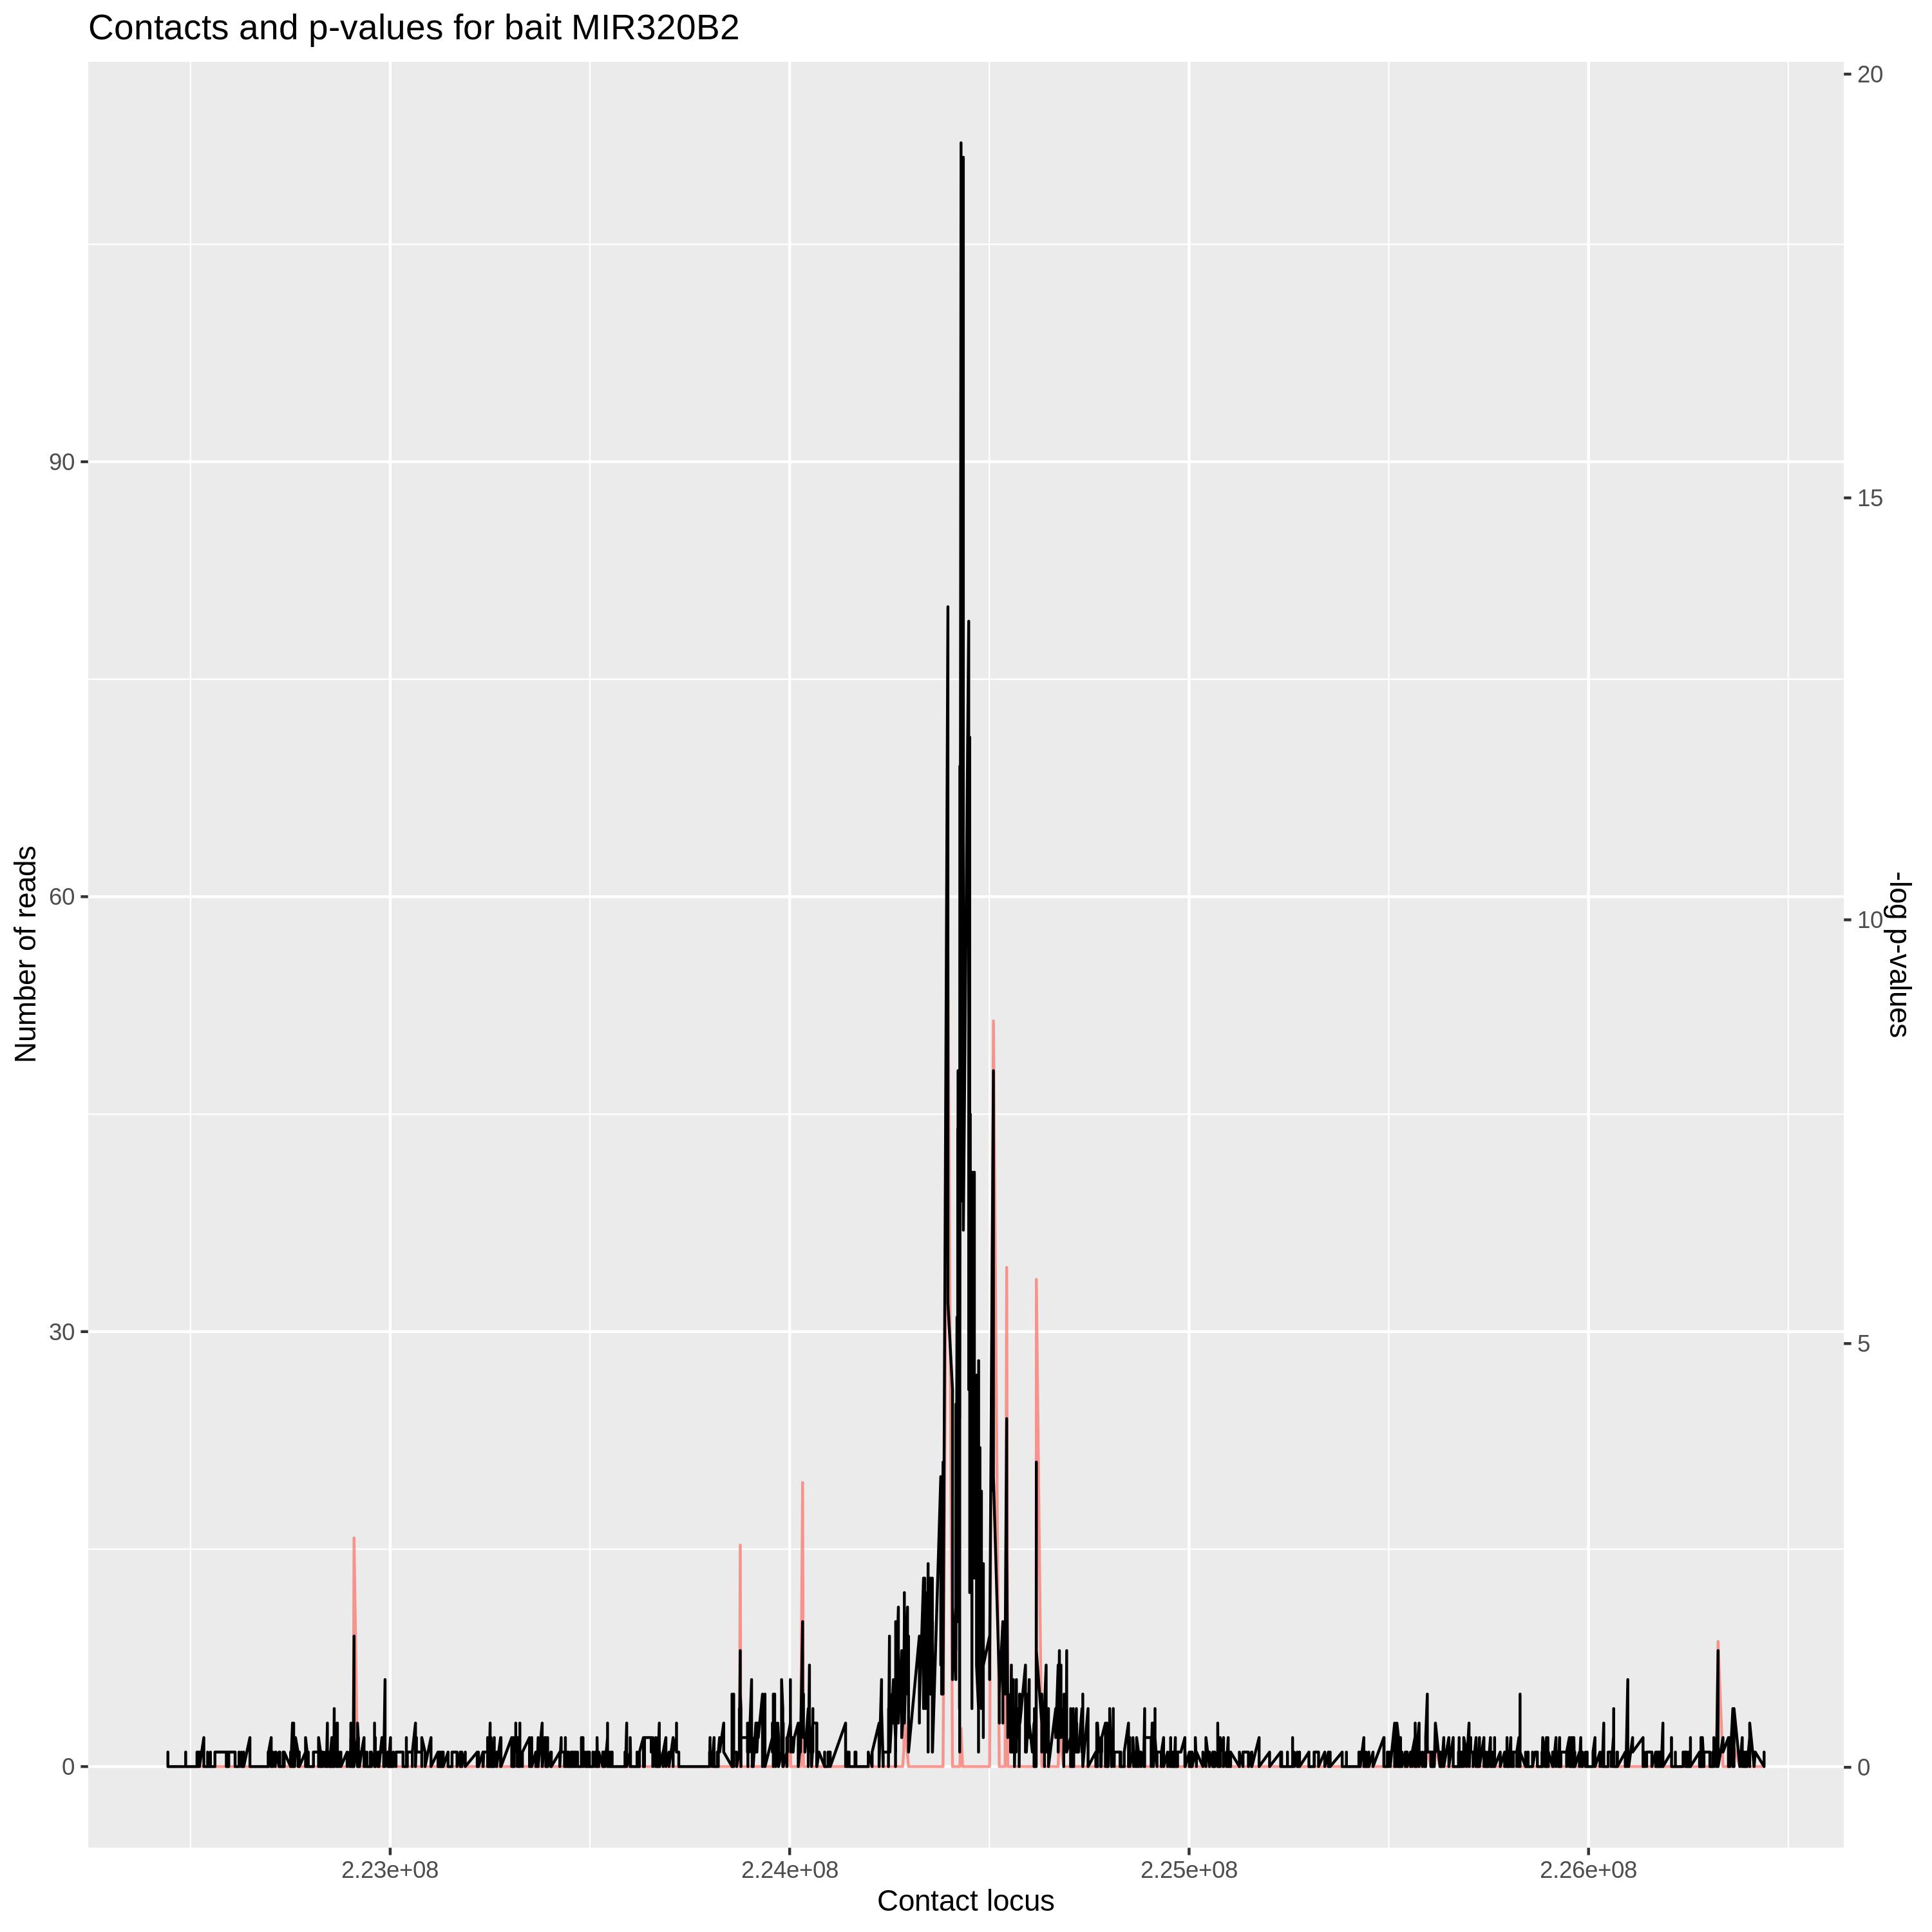 Contacts and p-values for bait MIR320B2
20
90
15
60
10
30
5
0
0
Number of reads
-log p-values
2.23e+08
2.24e+08
2.25e+08
2.26e+08
Contact locus